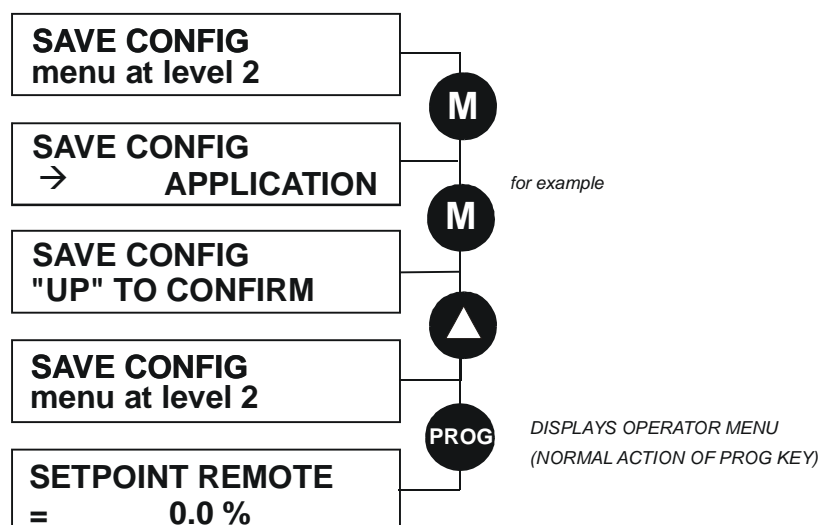 SAVE CONFIG
menu at level 2
M
SAVE CONFIG
→ APPLICATION
for example
M
SAVE CONFIG
"UP" TO CONFIRM
SAVE CONFIG
menu at level 2
PROG
DISPLAYS OPERATOR MENU
(NORMAL ACTION OF PROG KEY)
SETPOINT REMOTE
= 0.0 %